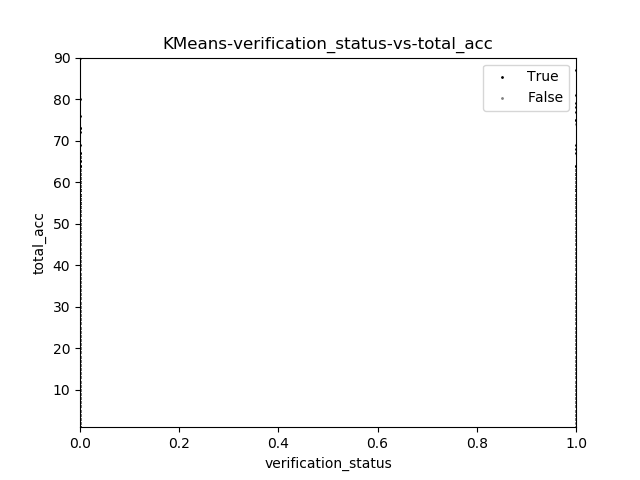 KMeans-verification_status-vs-total_acc
90
80
70
60
50
40
30
20
10
total_acc
True
False
0.0 0.2 0.4 0.6 0.8 1.0
verification_status